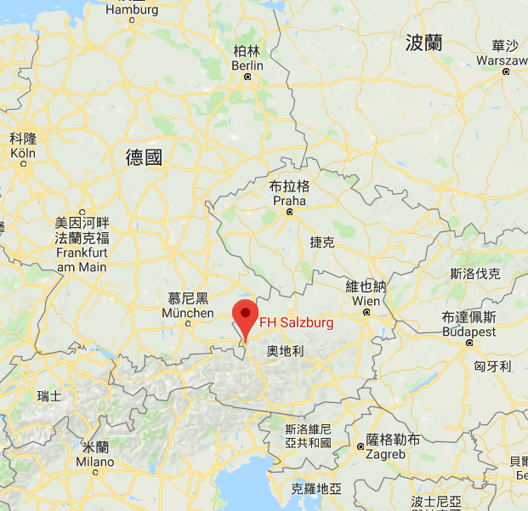 Hamburg
柏林
Berlin
波蘭
華沙
Warszaw
科隆
Köln
德國
布拉格
Praha
美因河畔
法蘭克福
Frankfurt
am Main
捷克
斯洛伐克
慕尼黑
München
維也納
Wien
FH Salzburg
布達佩斯
Budapest
奧地利
匈牙利
瑞士
斯洛維尼
亞共和國
薩格勒布
Zagreb
米蘭
Milano
克羅地亞
波士尼亞